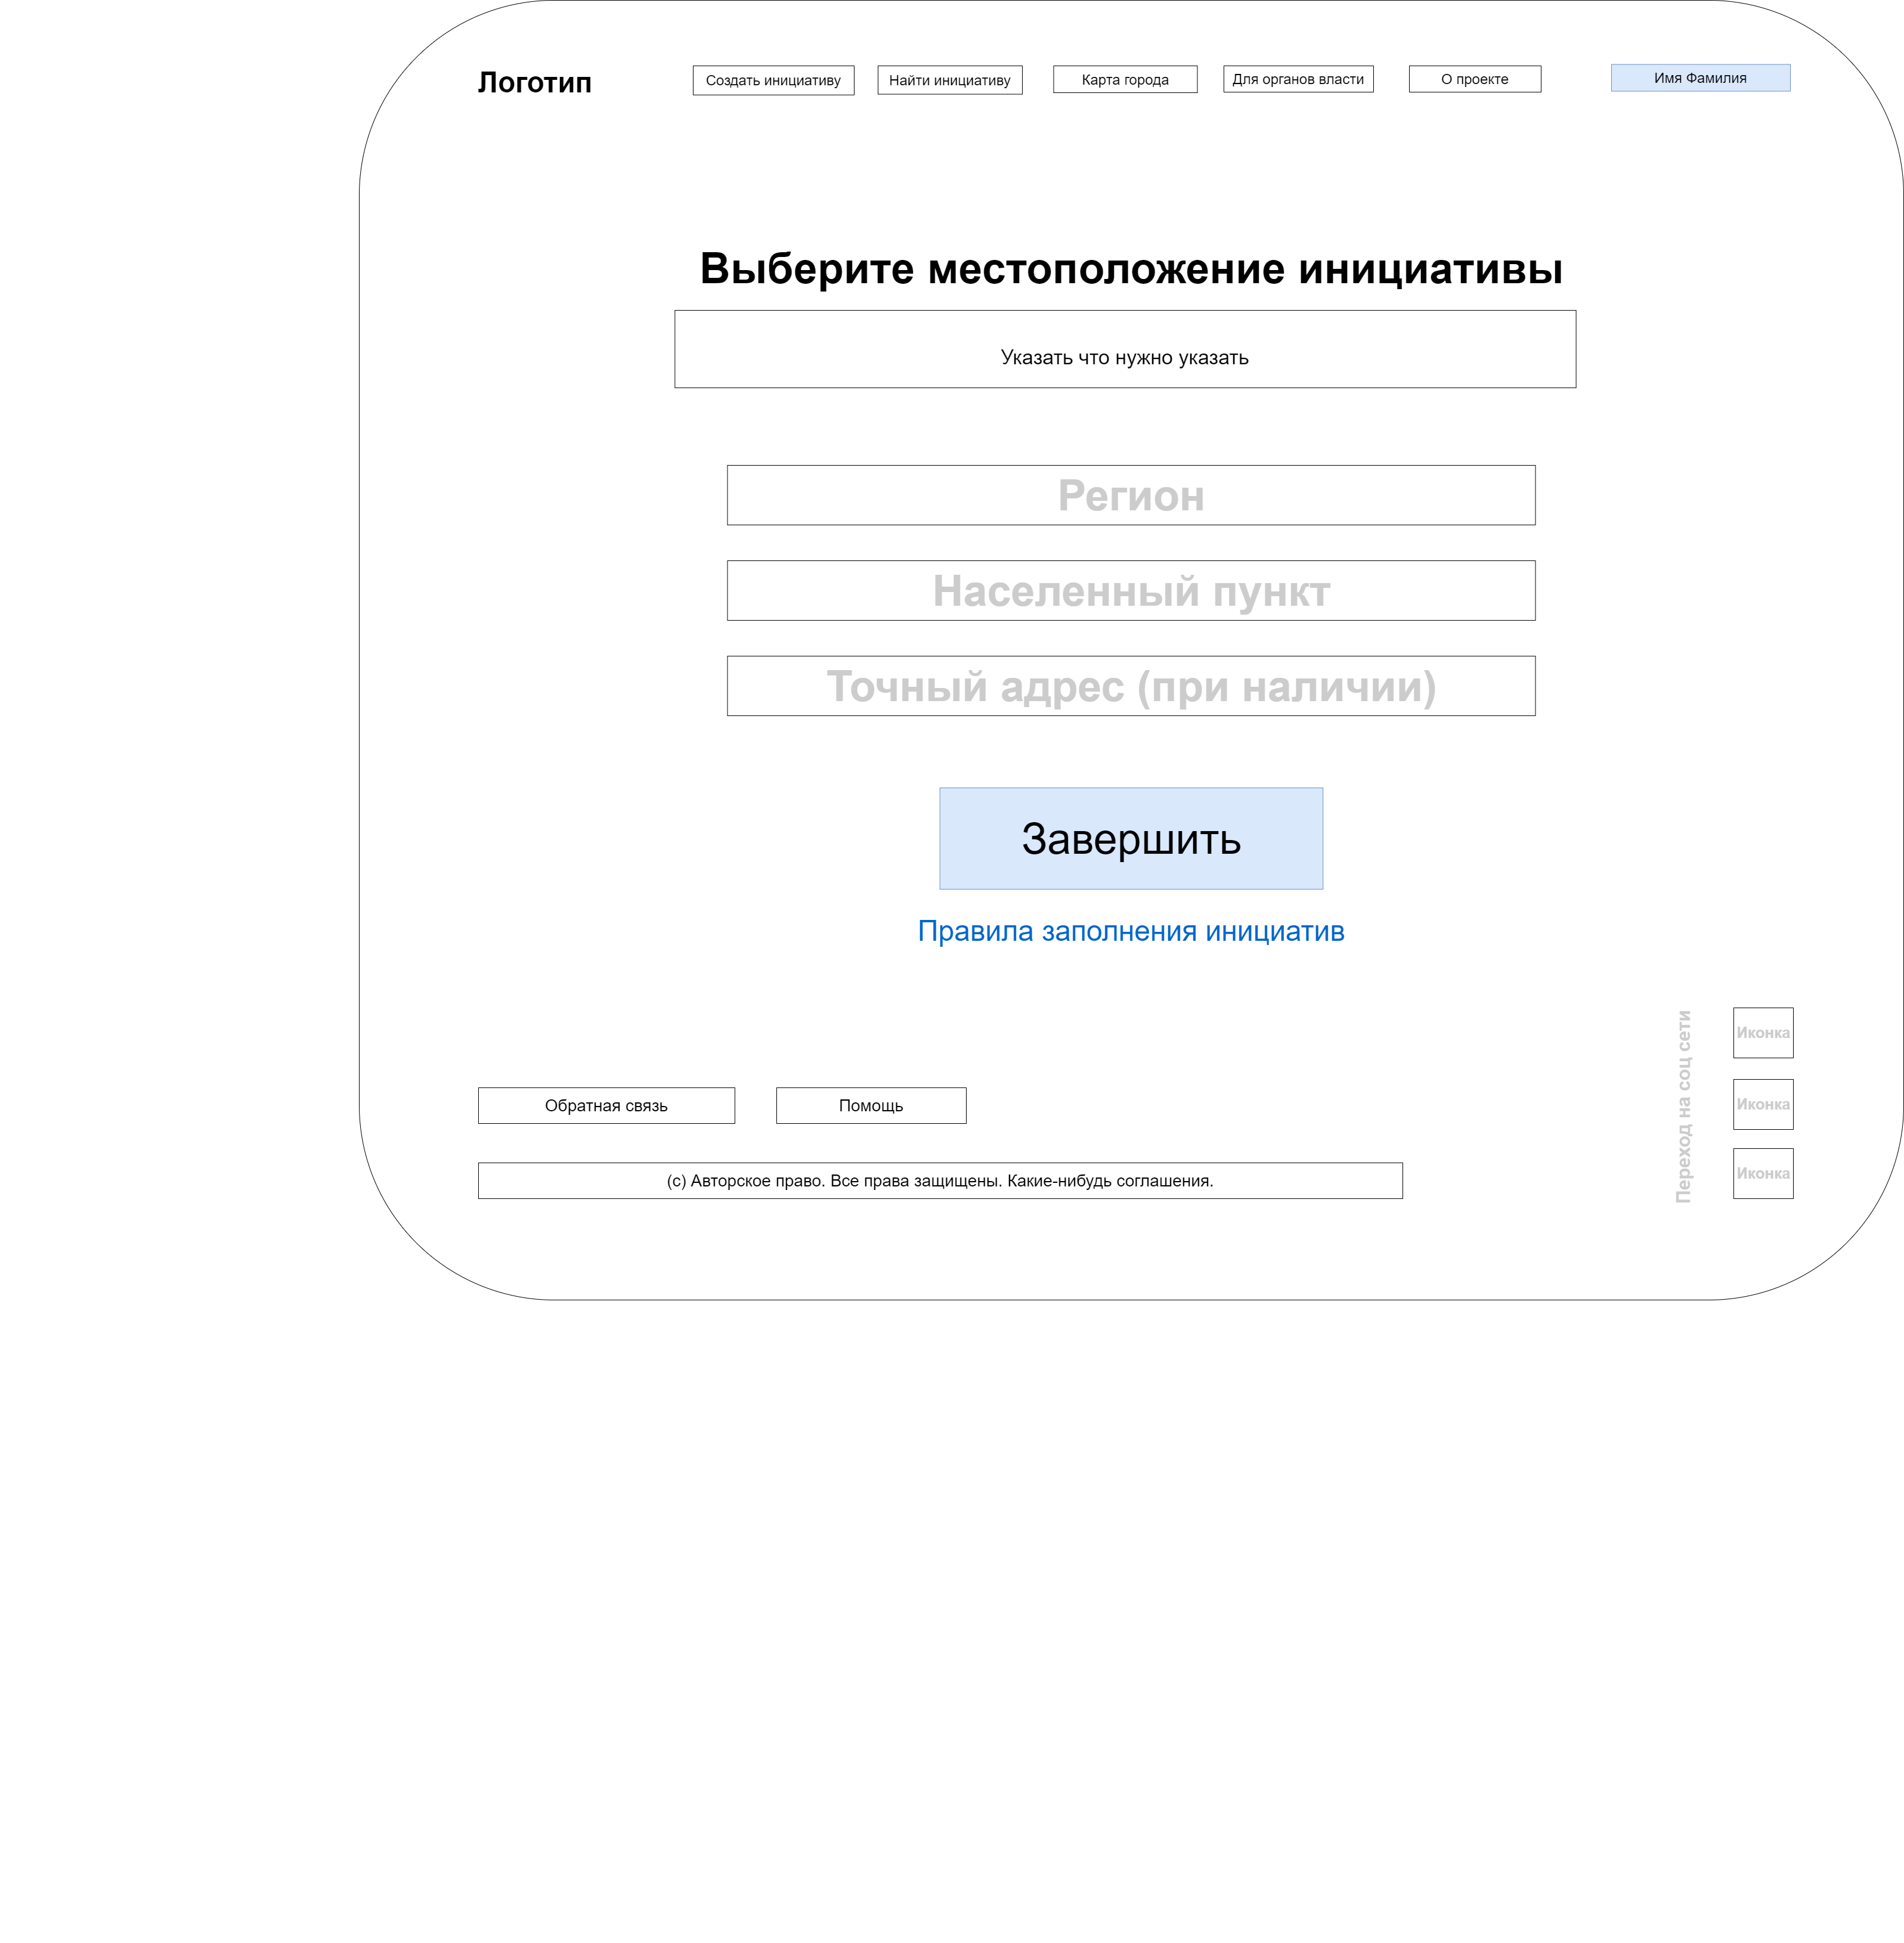 Логотип
Создать инициативу
Найти инициативу
Карта города
Для органов власти
О проекте
Имя Фамилия
Выберите местоположение инициативы
Указать что нужно указать
Регион
Населенный пункт
Точный адрес (при наличии)
Завершить
Правила заполнения инициатив
Переход на соц сети
Иконка
Иконка
Иконка
Обратная связь
Помощь
(c) Авторское право. Все права защищены. Какие-нибудь соглашения.